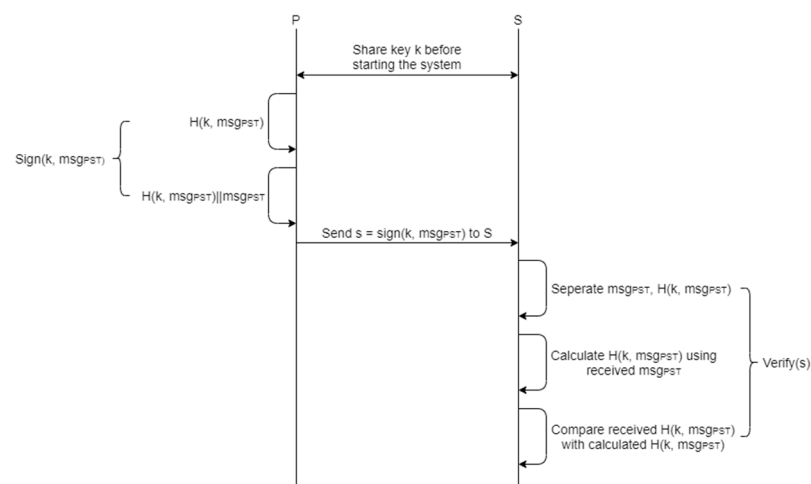 P
S
Share key k before
starting the system
H(k, msgPST)
Sign(k, msgPST)
H(k, msgPST)||msgPST
Send s = sign(k, msgPST) to S
Seperate msgPST, H(k, msgPST)
Calculate H(k, msgPST) using
received msgPST
Verify(s)
Compare received H(k, msgPST)
with calculated H(k, msgPST)